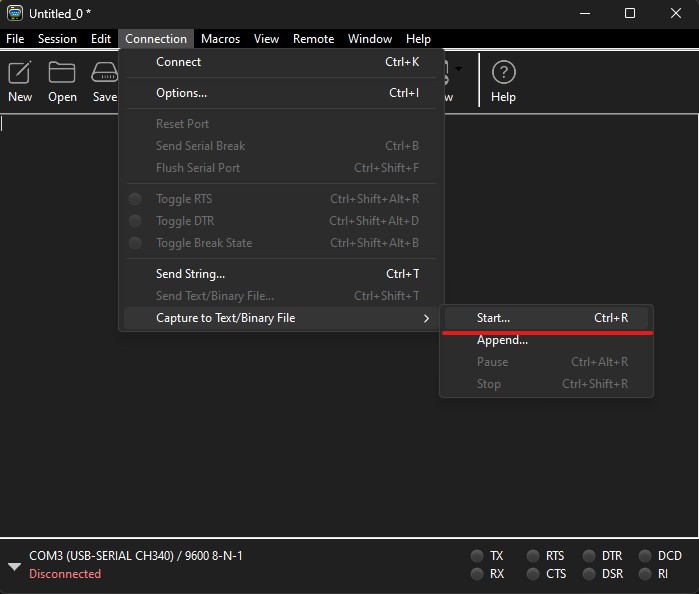 Untitled_0 *
File Session Edit Connection Macros View Remote Window Help
New Open Save w Help
Connect Ctrl+K
Options... Ctrl+I
Reset Port
Send Serial Break Ctrl+B
Flush Serial Port Ctrl+Shift+F
Toggle RTS Ctrl+Shift+Alt+R
Toggle DTR Ctrl+Shift+Alt+D
Toggle Break State Ctrl+Shift+Alt+B
Send String... Ctrl+T
Send Text/Binary File... Ctrl+Shift+T
Capture to Text/Binary File
Start... Ctrl+R
Append...
Pause Ctrl+Alt+R
Stop Ctrl+Shift+R
COM3 (USB-SERIAL CH340) / 9600 8-N-1
Disconnected
TX RTS DTR DCD
RX CTS DSR RI